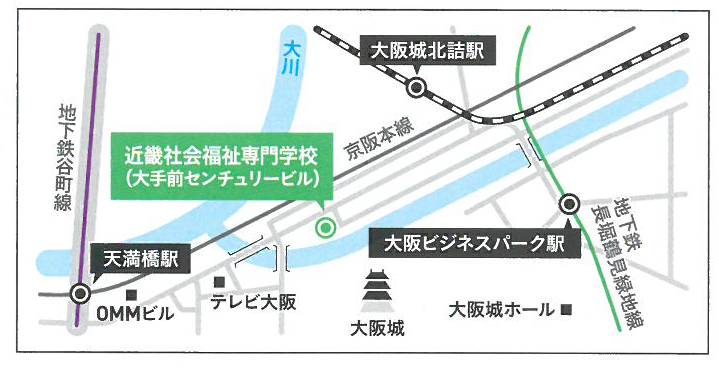 大川
大阪城北詰駅
地下鉄谷町線
京阪本線
近畿社会福祉専門学校
(大手前センチュリービル)
天満橋駅
大阪ビジネスパーク駅
地下鉄
長堀鶴見緑地線
OMMビル
テレビ大阪
大阪城
大阪城ホール